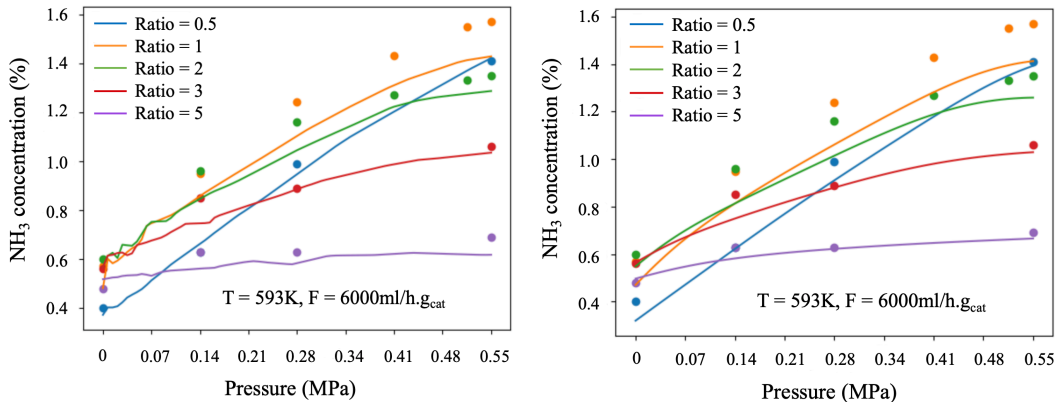 NH3 concentration (%)
1.6
1.4
1.2
1.0
0.8
0.6
0.4
Ratio = 0.5
Ratio = 1
Ratio = 2
Ratio = 3
Ratio = 5
T = 593K, F = 6000ml/h.gcat
0 0.07 0.14 0.21 0.28 0.34 0.41 0.48 0.55
Pressure (MPa)
NH3 concentration (%)
1.6
1.4
1.2
1.0
0.8
0.6
0.4
Ratio = 0.5
Ratio = 1
Ratio = 2
Ratio = 3
Ratio = 5
T = 593K, F = 6000ml/h.gcat
0 0.07 0.14 0.21 0.28 0.34 0.41 0.48 0.55
Pressure (MPa)